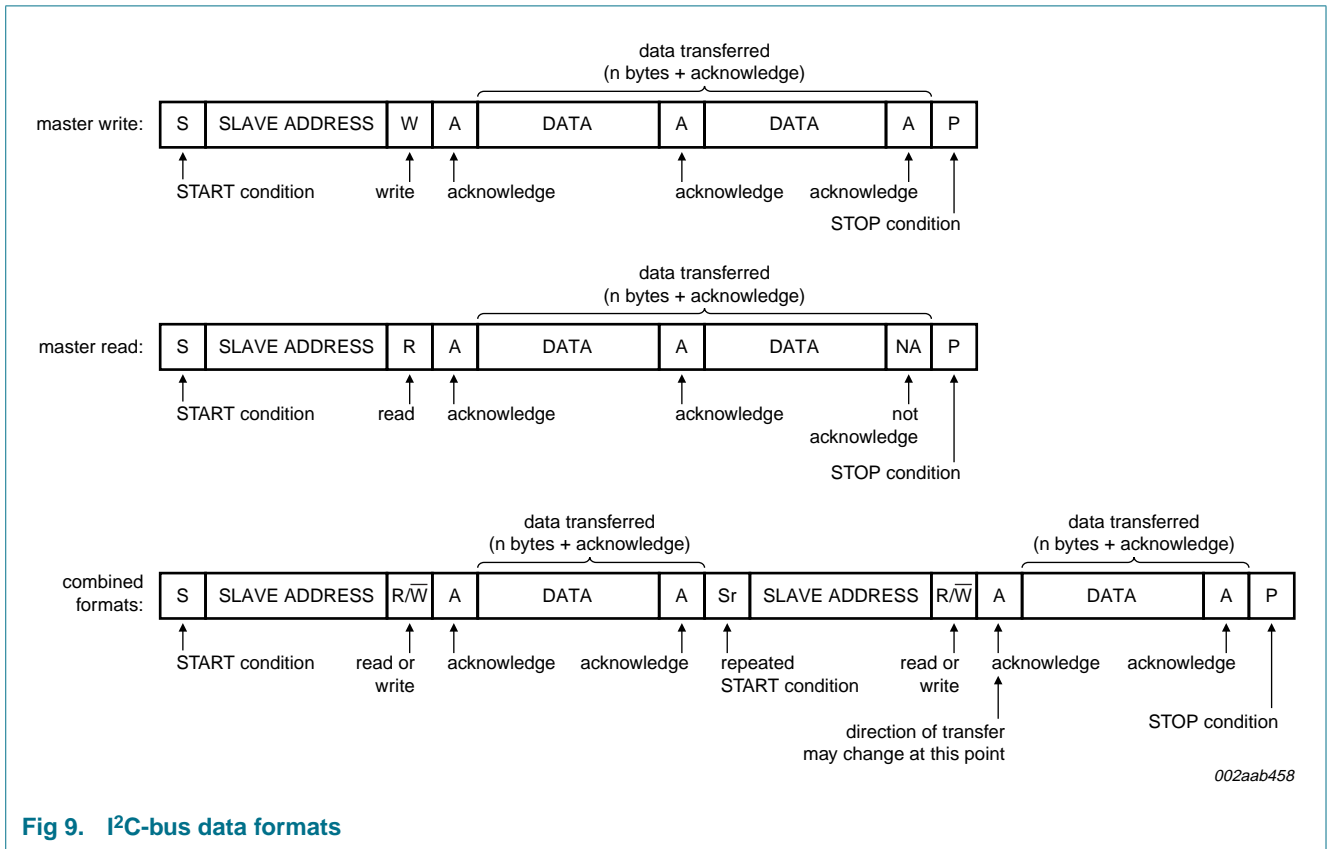 data transferred
(n bytes + acknowledge)
master write: S SLAVE ADDRESS W A DATA A DATA A P
START condition write acknowledge acknowledge acknowledge
STOP condition
data transferred
(n bytes + acknowledge)
master read: S SLAVE ADDRESS R A DATA A DATA NA P
START condition read acknowledge acknowledge not
acknowledge
STOP condition
data transferred data transferred
(n bytes + acknowledge) (n bytes + acknowledge)
combined
formats: S SLAVE ADDRESS R/W̅ A DATA A Sr SLAVE ADDRESS R/W̅ A DATA A P
START condition read or acknowledge acknowledge repeated read or acknowledge acknowledge
write START condition write
STOP condition
direction of transfer
may change at this point
002aab458
Fig 9. I²C-bus data formats